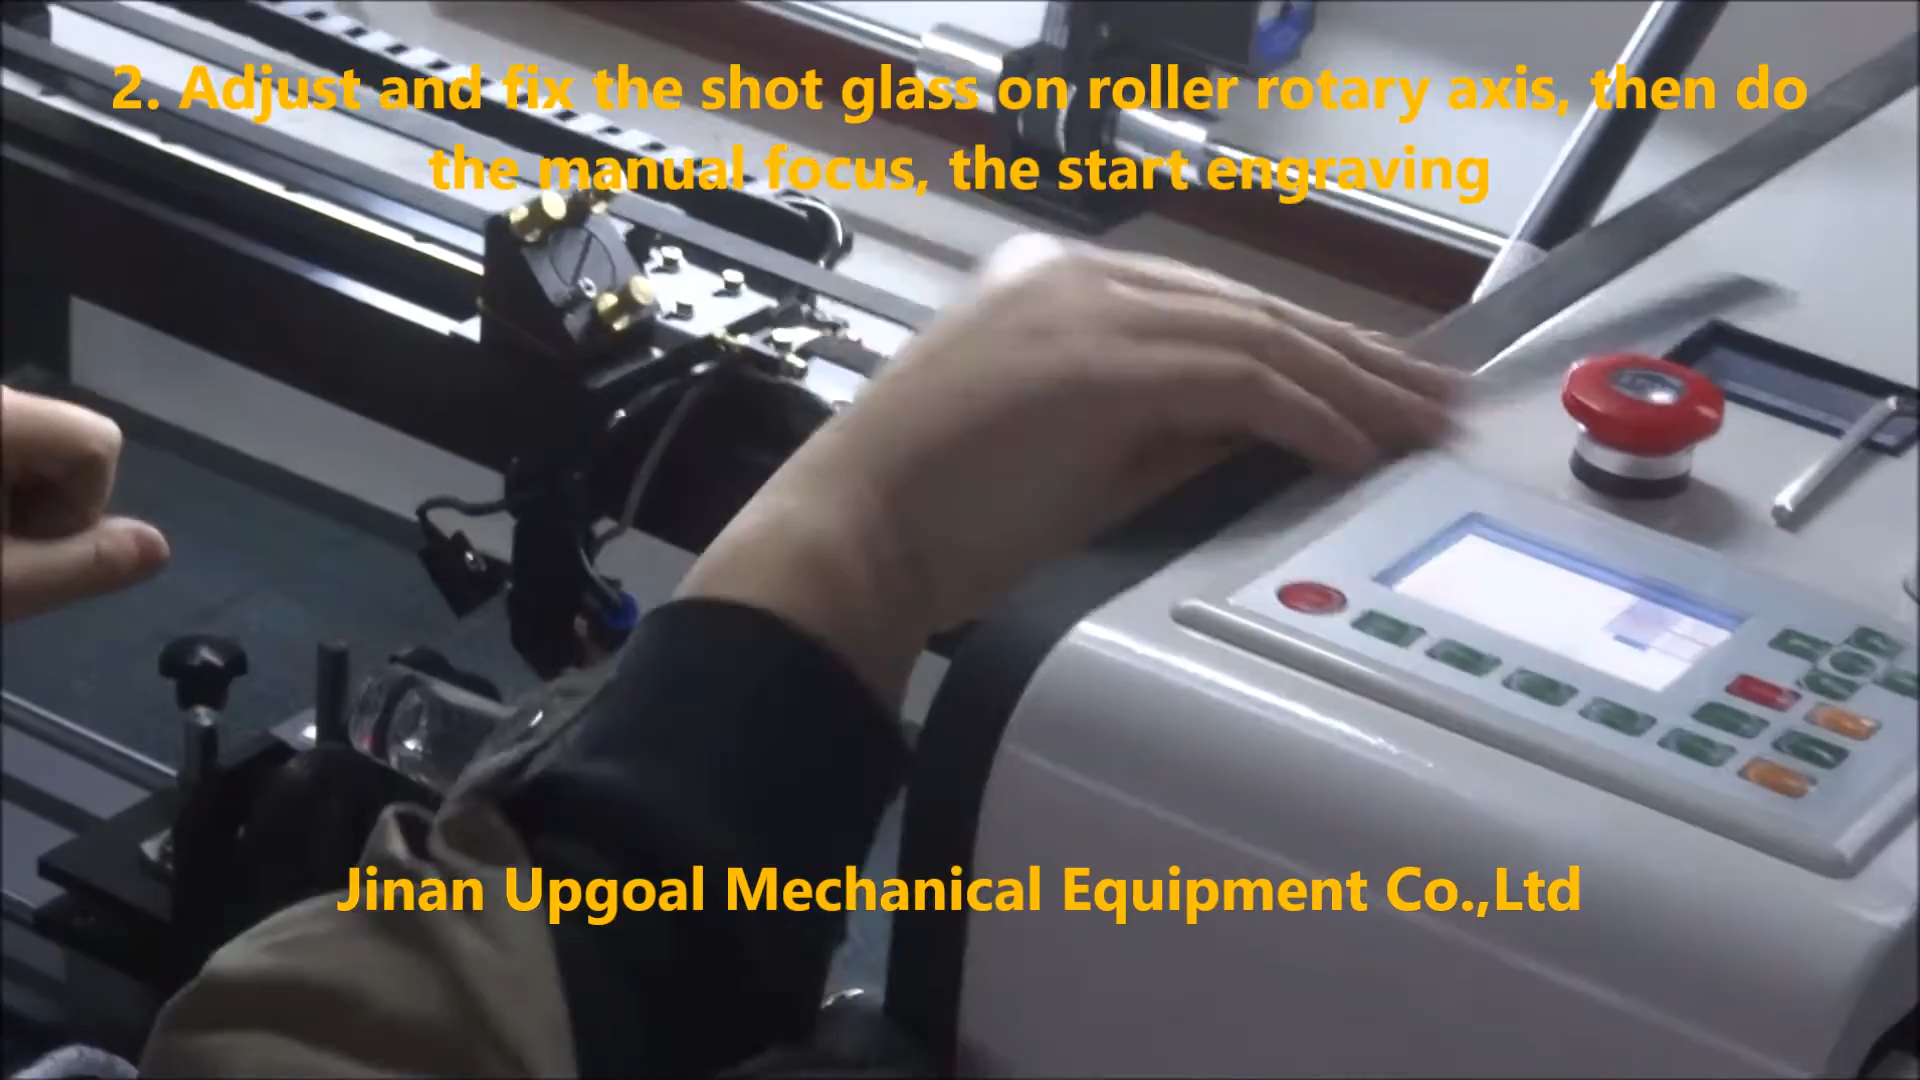 2. Adjust and fix the shot glass on roller rotary axis, then do
the manual focus, the start engraving
Jinan Upgoal Mechanical Equipment Co.,Ltd